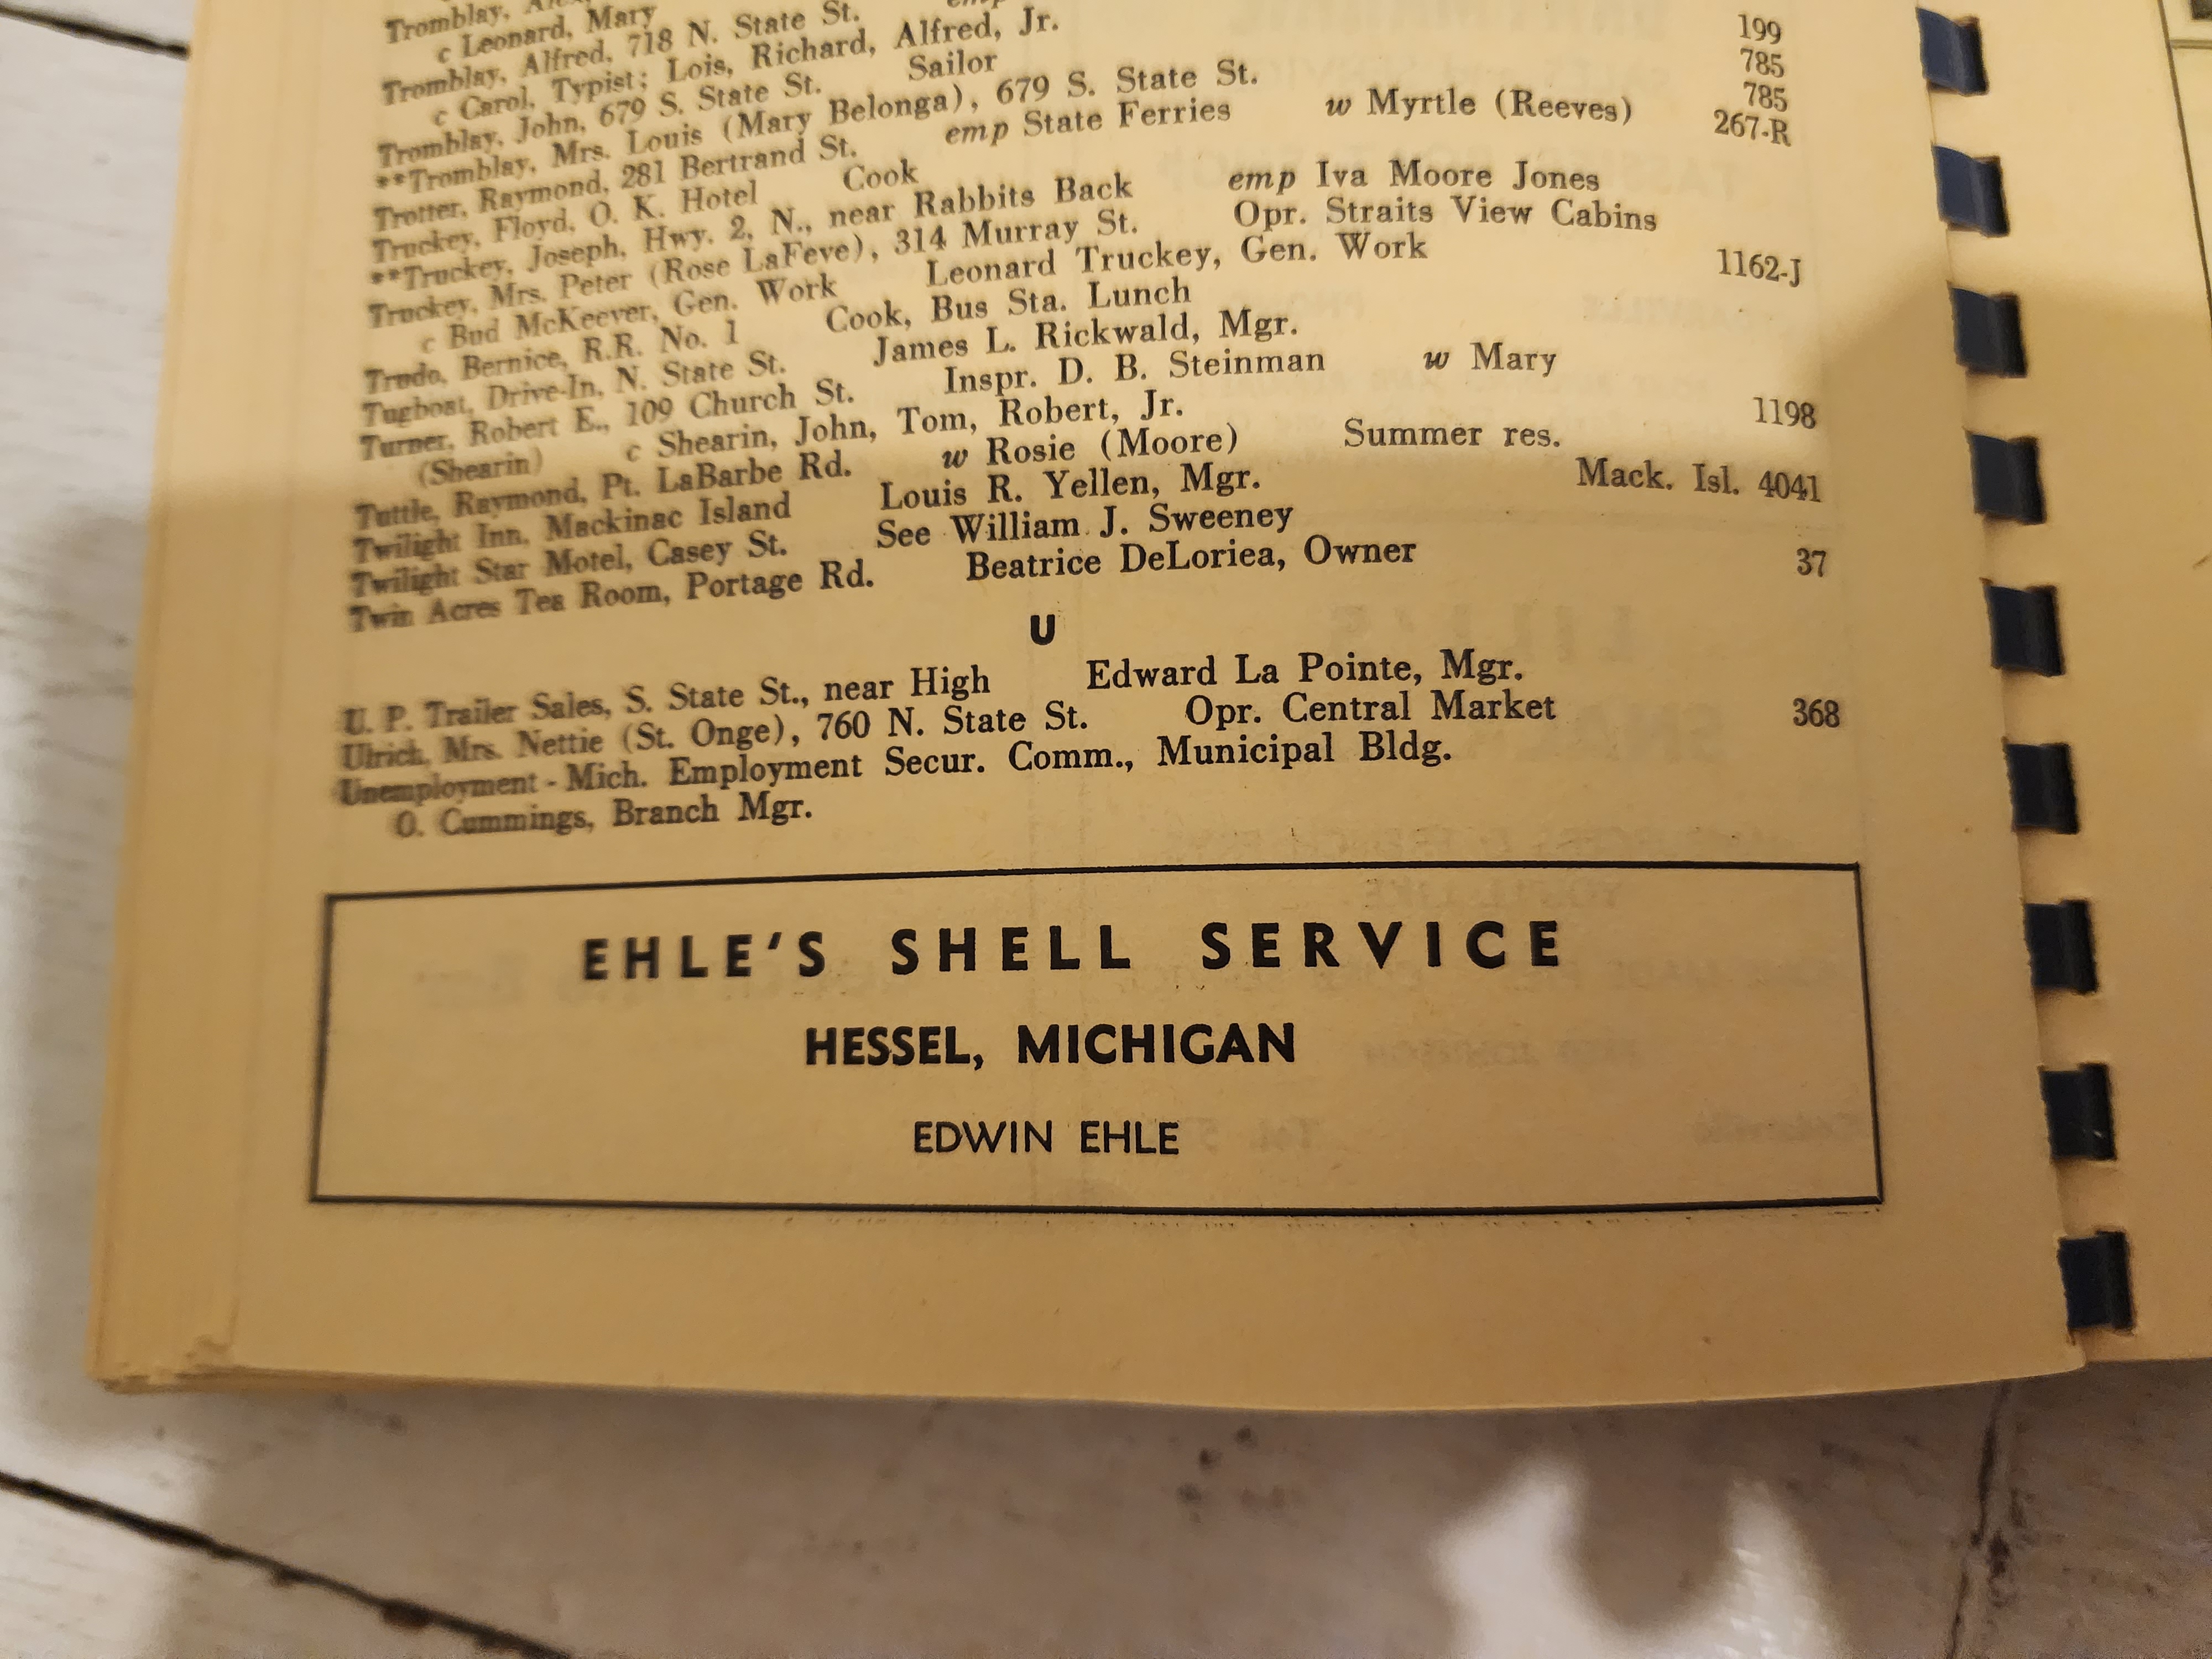 Tromblay,
c Leonard, Mary
Tromblay, Alfred, 718 N. State St. emp
c Carol, Typist; Lois, Richard, Alfred, Jr. 199
Tromblay, John, 679 S. State St. Sailor 785
**Tromblay, Mrs. Louis (Mary Belonga), 679 S. State St. 785
Trotter, Raymond, 281 Bertrand St. emp State Ferries w Myrtle (Reeves) 267-R
Truckey, Floyd, O. K. Hotel Cook
**Truckey, Joseph, Hwy. 2, N., near Rabbits Back emp Iva Moore Jones
Truckey, Mrs. Peter (Rose LaFeve), 314 Murray St. Opr. Straits View Cabins
c Bud McKeever, Gen. Work Leonard Truckey, Gen. Work 1162-J
Trudo, Bernice, R.R. No. 1 Cook, Bus Sta. Lunch
Tugboat, Drive-In, N. State St. James L. Rickwald, Mgr.
Turner, Robert E., 109 Church St. Inspr. D. B. Steinman w Mary
(Shearin) c Shearin, John, Tom, Robert, Jr. 1198
Tuttle, Raymond, Pt. LaBarbe Rd. w Rosie (Moore) Summer res.
Twilight Inn, Mackinac Island Louis R. Yellen, Mgr. Mack. Isl. 4041
Twilight Star Motel, Casey St. See William J. Sweeney
Twin Acres Tea Room, Portage Rd. Beatrice DeLoriea, Owner 37
U
U. P. Trailer Sales, S. State St., near High Edward La Pointe, Mgr.
Ulrich, Mrs. Nettie (St. Onge), 760 N. State St. Opr. Central Market 368
Unemployment - Mich. Employment Secur. Comm., Municipal Bldg.
O. Cummings, Branch Mgr.
EHLE'S SHELL SERVICE
HESSEL, MICHIGAN
EDWIN EHLE